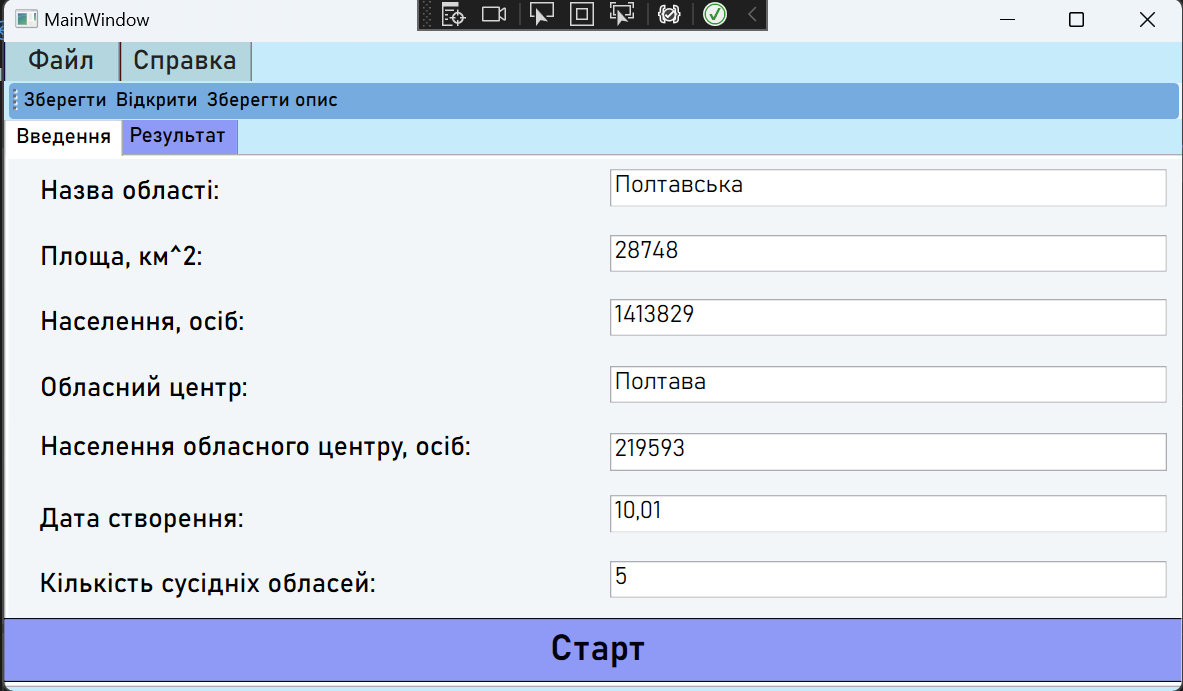 MainWindow
Файл Справка
Зберегти Відкрити Зберегти опис
Введення Результат
Назва області: Полтавська
Площа, км^2: 28748
Населення, осіб: 1413829
Обласний центр: Полтава
Населення обласного центру, осіб: 219593
Дата створення: 10,01
Кількість сусідніх обласей: 5
Старт